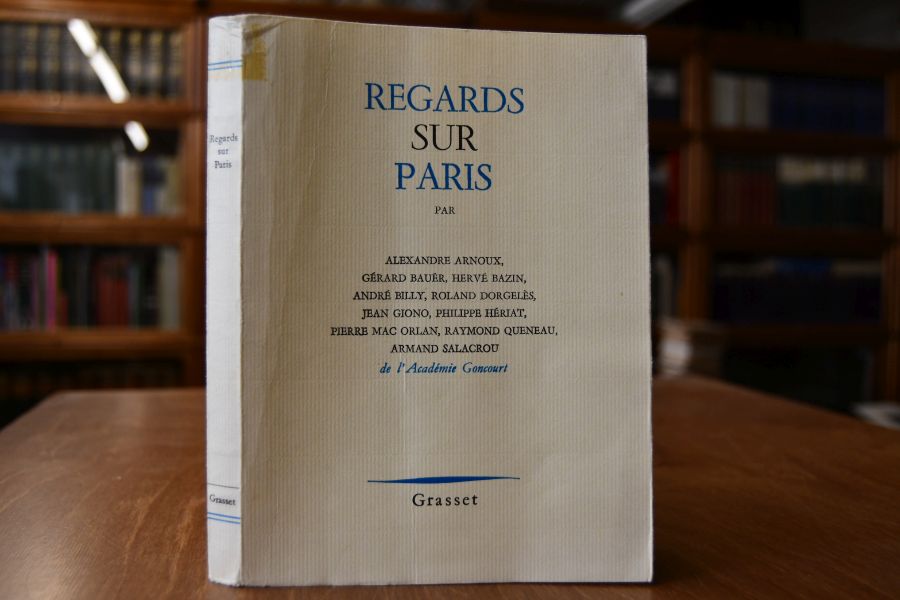 Regards
sur
Paris
Grasset
REGARDS
SUR
PARIS
PAR
ALEXANDRE ARNOUX,
GÉRARD BAUËR, HERVÉ BAZIN,
ANDRÉ BILLY, ROLAND DORGELÈS,
JEAN GIONO, PHILIPPE HÉRIAT,
PIERRE MAC ORLAN, RAYMOND QUENEAU,
ARMAND SALACROU
de l'Académie Goncourt
Grasset